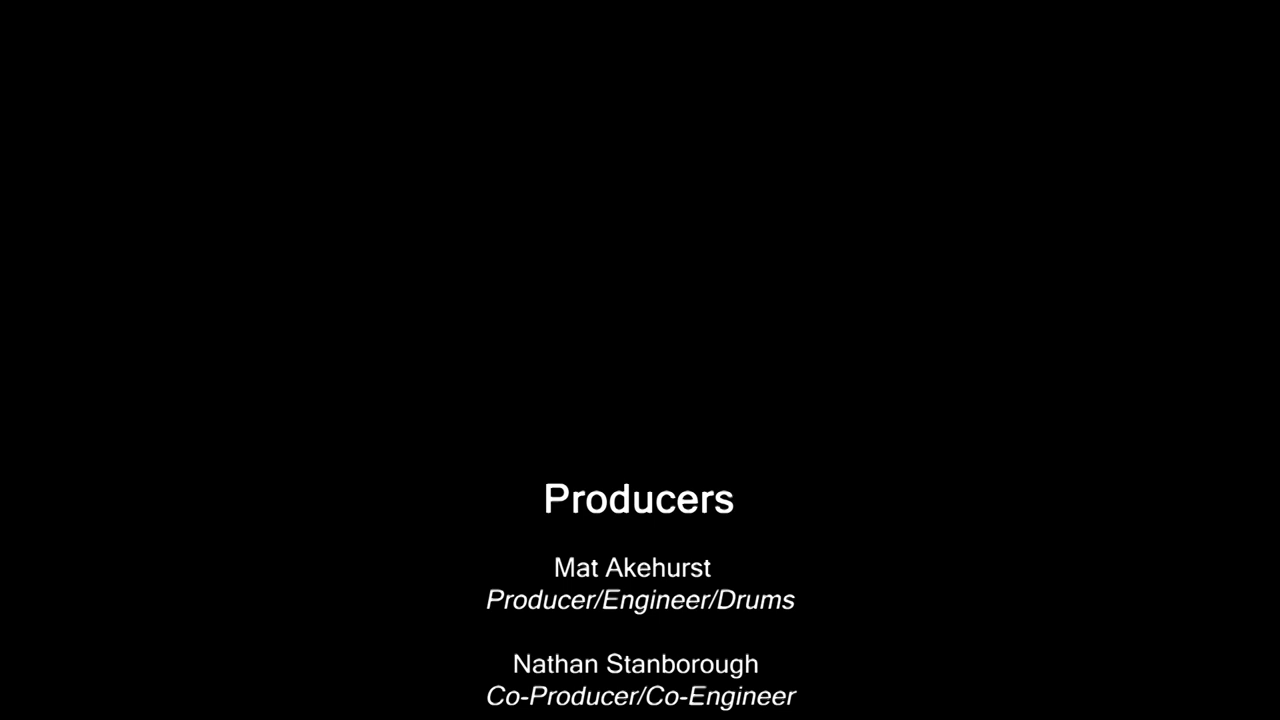 Producers
Mat Akehurst
Producer/Engineer/Drums
Nathan Stanborough
Co-Producer/Co-Engineer